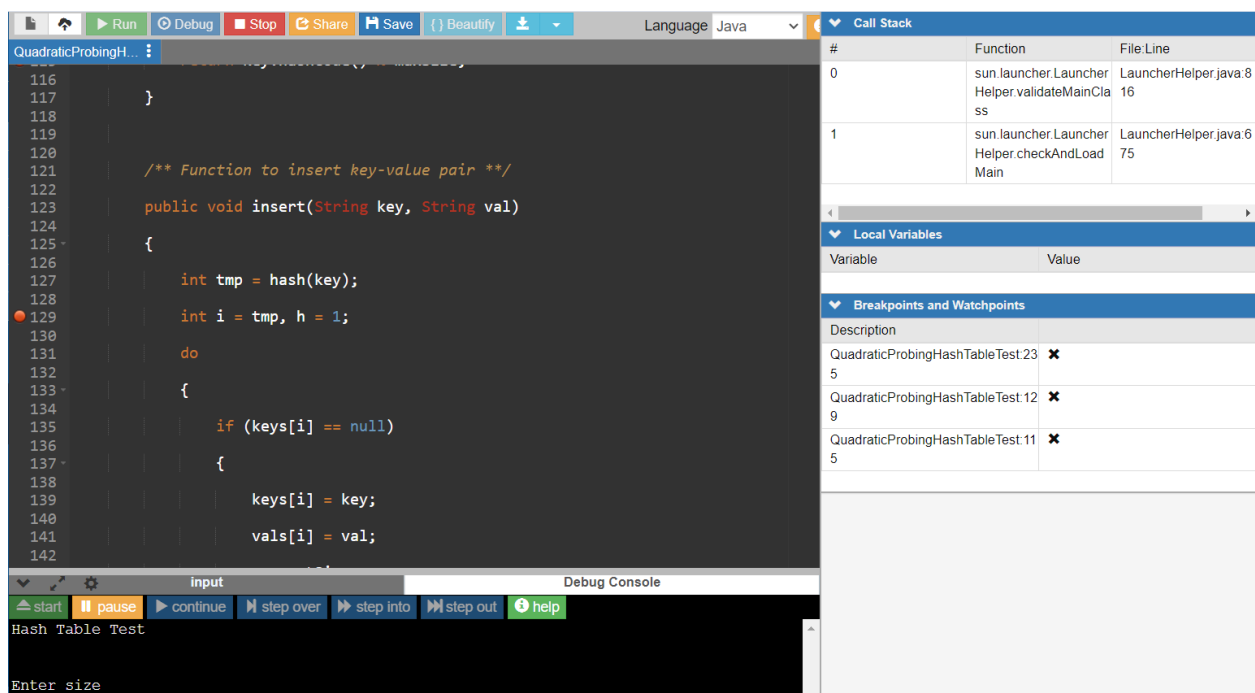 Run Debug Stop Share Save { } Beautify Language Java
QuadraticProbingH...
116
117 }
118
119
120
121 /** Function to insert key-value pair **/
122
123 public void insert(String key, String val)
124
125 {
126
127 int tmp = hash(key);
128
129 int i = tmp, h = 1;
130
131 do
132
133 {
134
135 if (keys[i] == null)
136
137 {
138
139 keys[i] = key;
140
141 vals[i] = val;
142
input Debug Console
start pause continue step over step into step out help
Hash Table Test
Enter size
Call Stack
# Function File:Line
0 sun.launcher.Launcher LauncherHelper.java:8
Helper.validateMainCla 16
ss
1 sun.launcher.Launcher LauncherHelper.java:6
Helper.checkAndLoad 75
Main
Local Variables
Variable Value
Breakpoints and Watchpoints
Description
QuadraticProbingHashTableTest:23
5
QuadraticProbingHashTableTest:12
9
QuadraticProbingHashTableTest:11
5